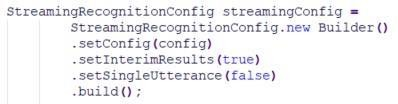 StreamingRecognitionConfig streamingConfig =
StreamingRecognitionConfig.new Builder()
.setConfig(config)
.setInterimResults(true)
.setSingleUtterance(false)
.build();